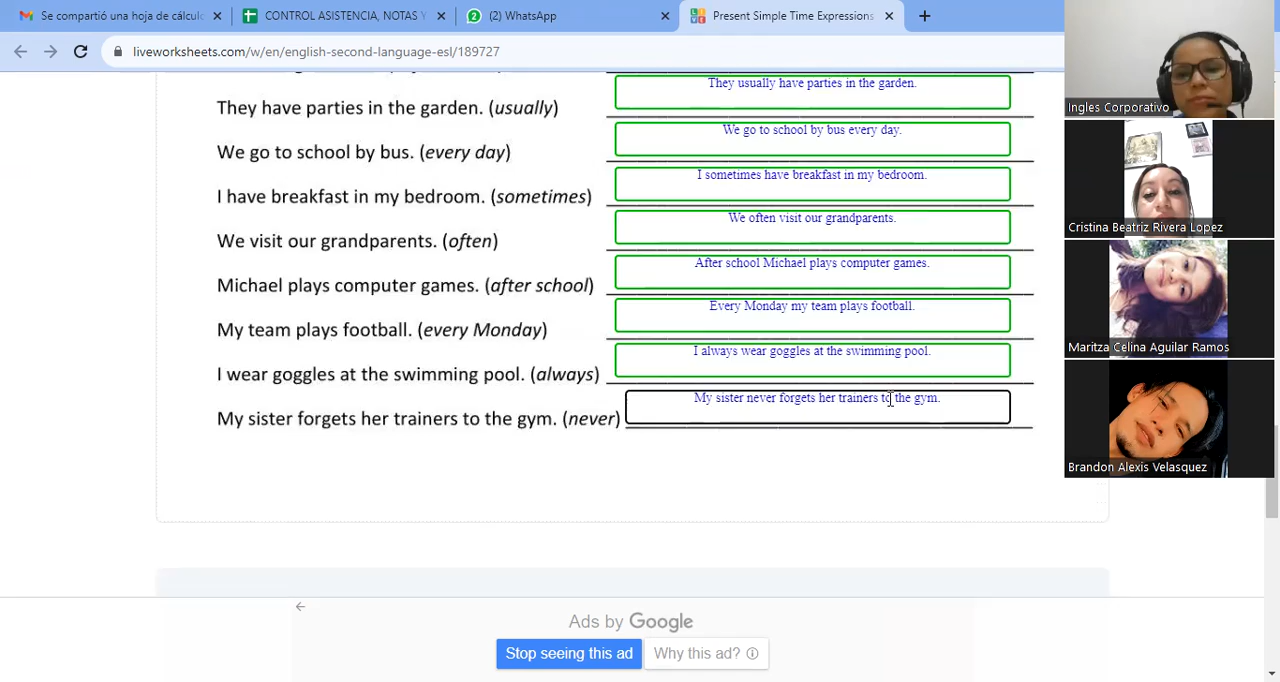 Se compartió una hoja de cálcu
CONTROL ASISTENCIA, NOTAS Y
(2) WhatsApp
Present Simple Time Expressions
liveworksheets.com/w/en/english-second-language-esl/189727
They have parties in the garden. (usually)
They usually have parties in the garden.
We go to school by bus. (every day)
We go to school by bus every day.
I have breakfast in my bedroom. (sometimes)
I sometimes have breakfast in my bedroom.
We visit our grandparents. (often)
We often visit our grandparents.
Michael plays computer games. (after school)
After school Michael plays computer games.
My team plays football. (every Monday)
Every Monday my team plays football.
I wear goggles at the swimming pool. (always)
I always wear goggles at the swimming pool.
My sister forgets her trainers to the gym. (never)
My sister never forgets her trainers to the gym.
Ads by Google
Stop seeing this ad
Why this ad?
Ingles Corporativo
Cristina Beatriz Rivera Lopez
Maritza Celina Aguilar Ramos
Brandon Alexis Velasquez